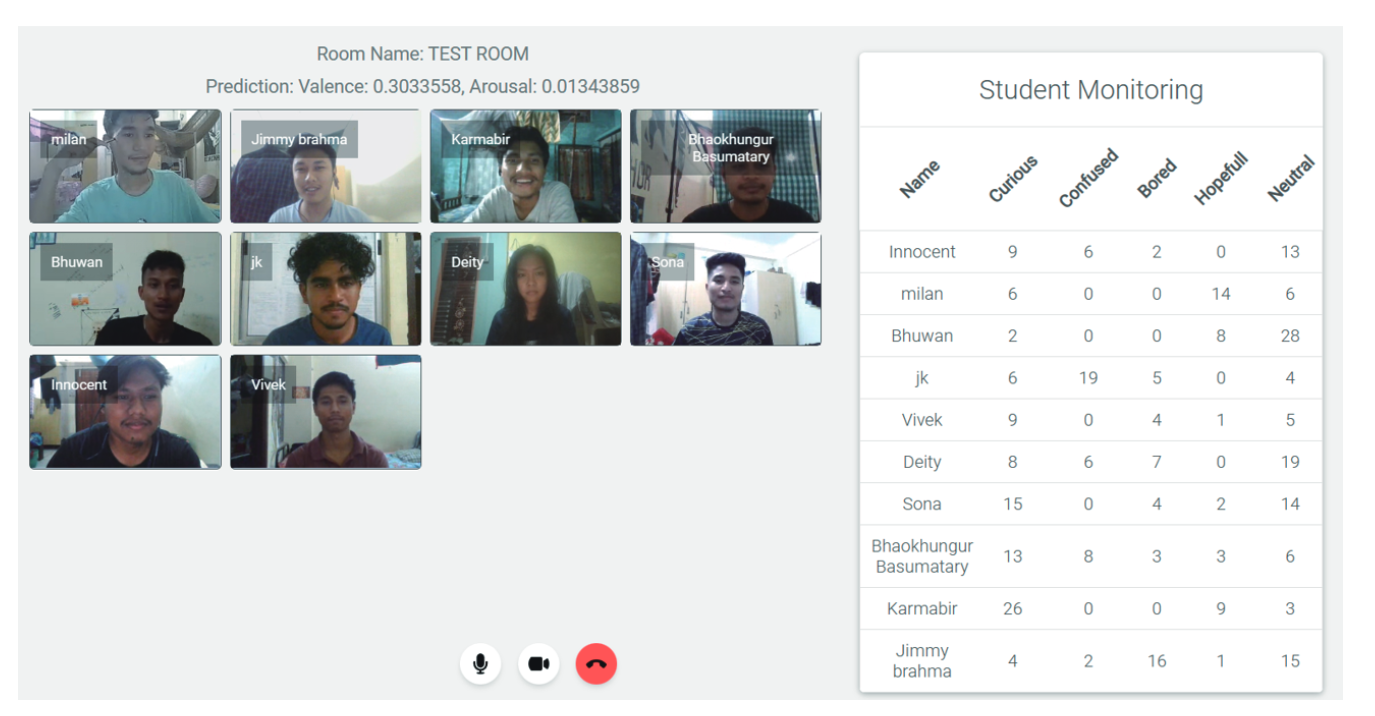 Room Name: TEST ROOM
Prediction: Valence: 0.3033558, Arousal: 0.01343859
milan
Jimmy brahma
Karmabir
Bhaokhungur
Basumatary
Bhuwan
jk
Deity
Sona
Innocent
Vivek
Student Monitoring
Name Curious Confused Bored Hopefull Neutral
Innocent 9 6 2 0 13
milan 6 0 0 14 6
Bhuwan 2 0 0 8 28
jk 6 19 5 0 4
Vivek 9 0 4 1 5
Deity 8 6 7 0 19
Sona 15 0 4 2 14
Bhaokhungur
Basumatary 13 8 3 3 6
Karmabir 26 0 0 9 3
Jimmy
brahma 4 2 16 1 15